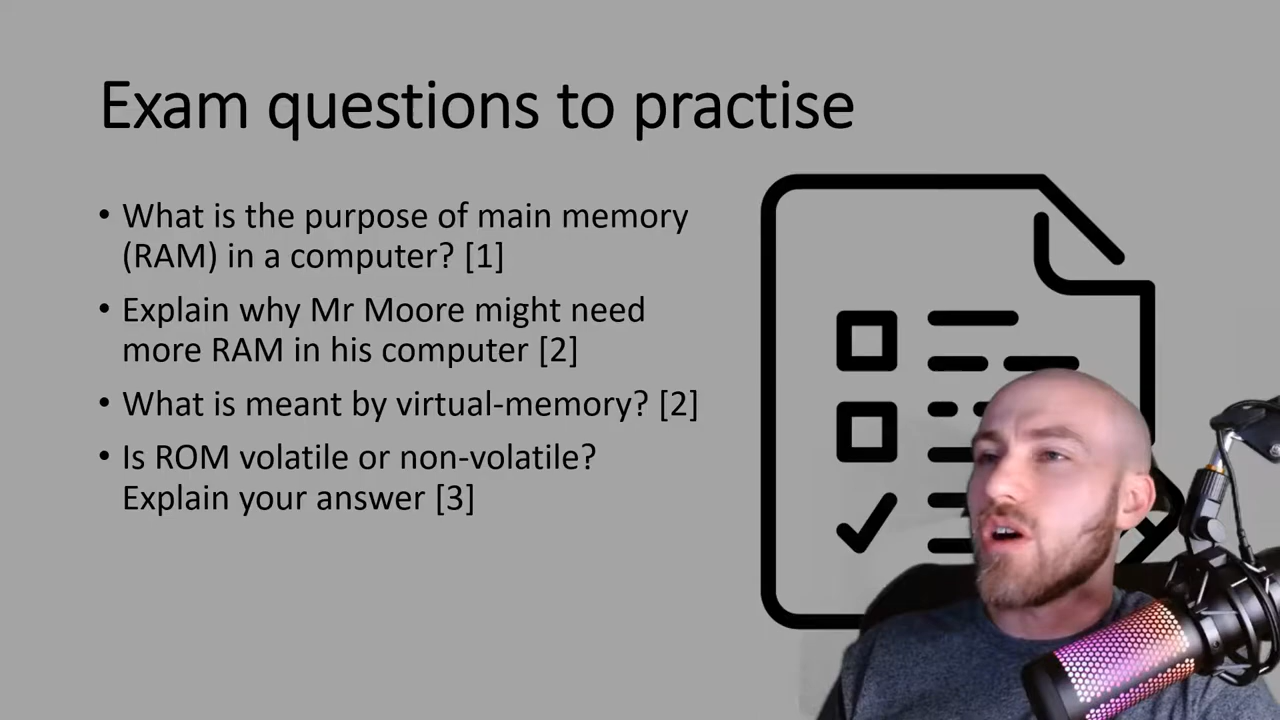 Exam questions to practise
• What is the purpose of main memory
(RAM) in a computer? [1]
• Explain why Mr Moore might need
more RAM in his computer [2]
• What is meant by virtual-memory? [2]
• Is ROM volatile or non-volatile?
Explain your answer [3]